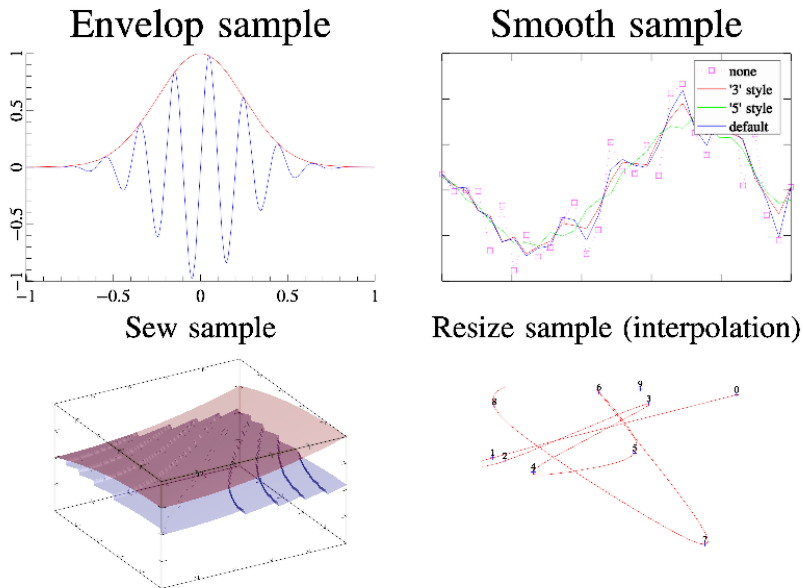 Envelop sample
Smooth sample
1
0.5
0
−0.5
−1
−1
−0.5
0
0.5
1
none
'3' style
'5' style
default
Sew sample
Resize sample (interpolation)
0
1
2
3
4
5
6
7
8
9